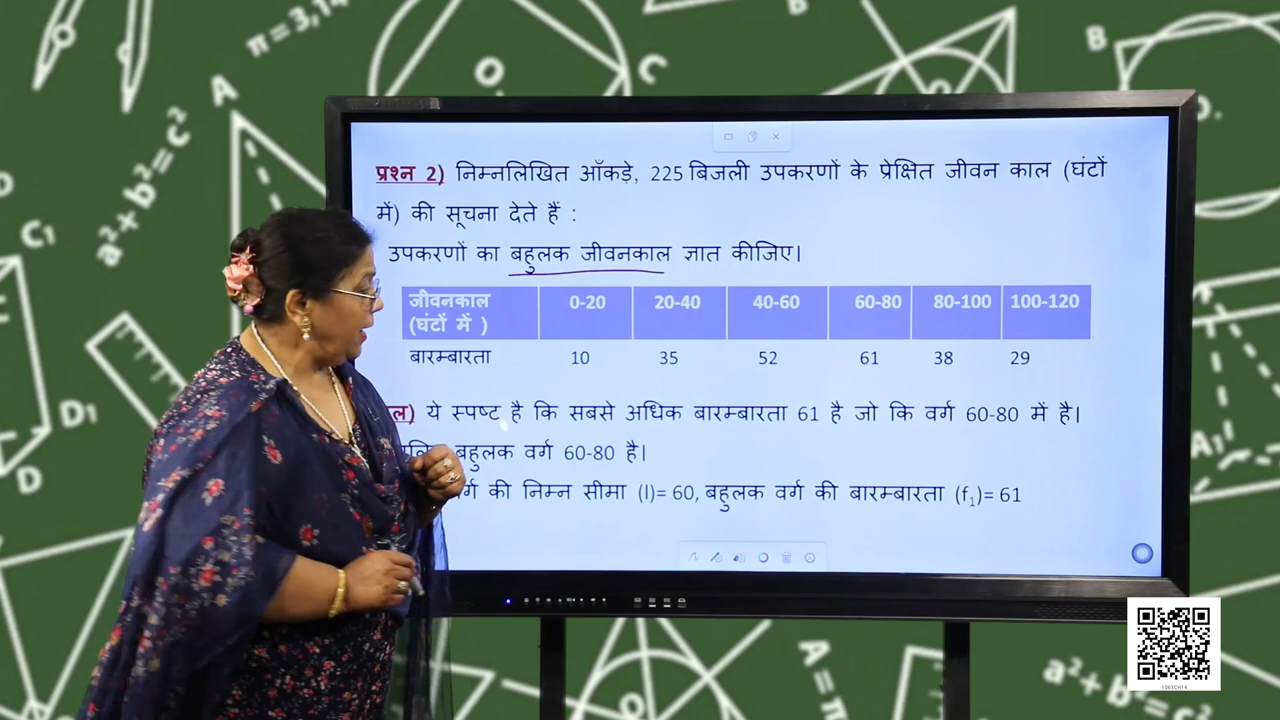 π = 3,14
B
A
O
C
B
a² + b² = c²
C₁
D₁
D
A₁
प्रश्न 2) निम्नलिखित आँकड़े, 225 बिजली उपकरणों के प्रेक्षित जीवन काल (घंटों
में) की सूचना देते हैं :
उपकरणों का बहुलक जीवनकाल ज्ञात कीजिए।
जीवनकाल 0-20 20-40 40-60 60-80 80-100 100-120
(घंटों में )
बारम्बारता 10 35 52 61 38 29
ल) ये स्पष्ट है कि सबसे अधिक बारम्बारता 61 है जो कि वर्ग 60-80 में है।
बहुलक वर्ग 60-80 है।
की निम्न सीमा (l)= 60, बहुलक वर्ग की बारम्बारता (f₁)= 61
A = π
a² + b² = c²
1063CH14